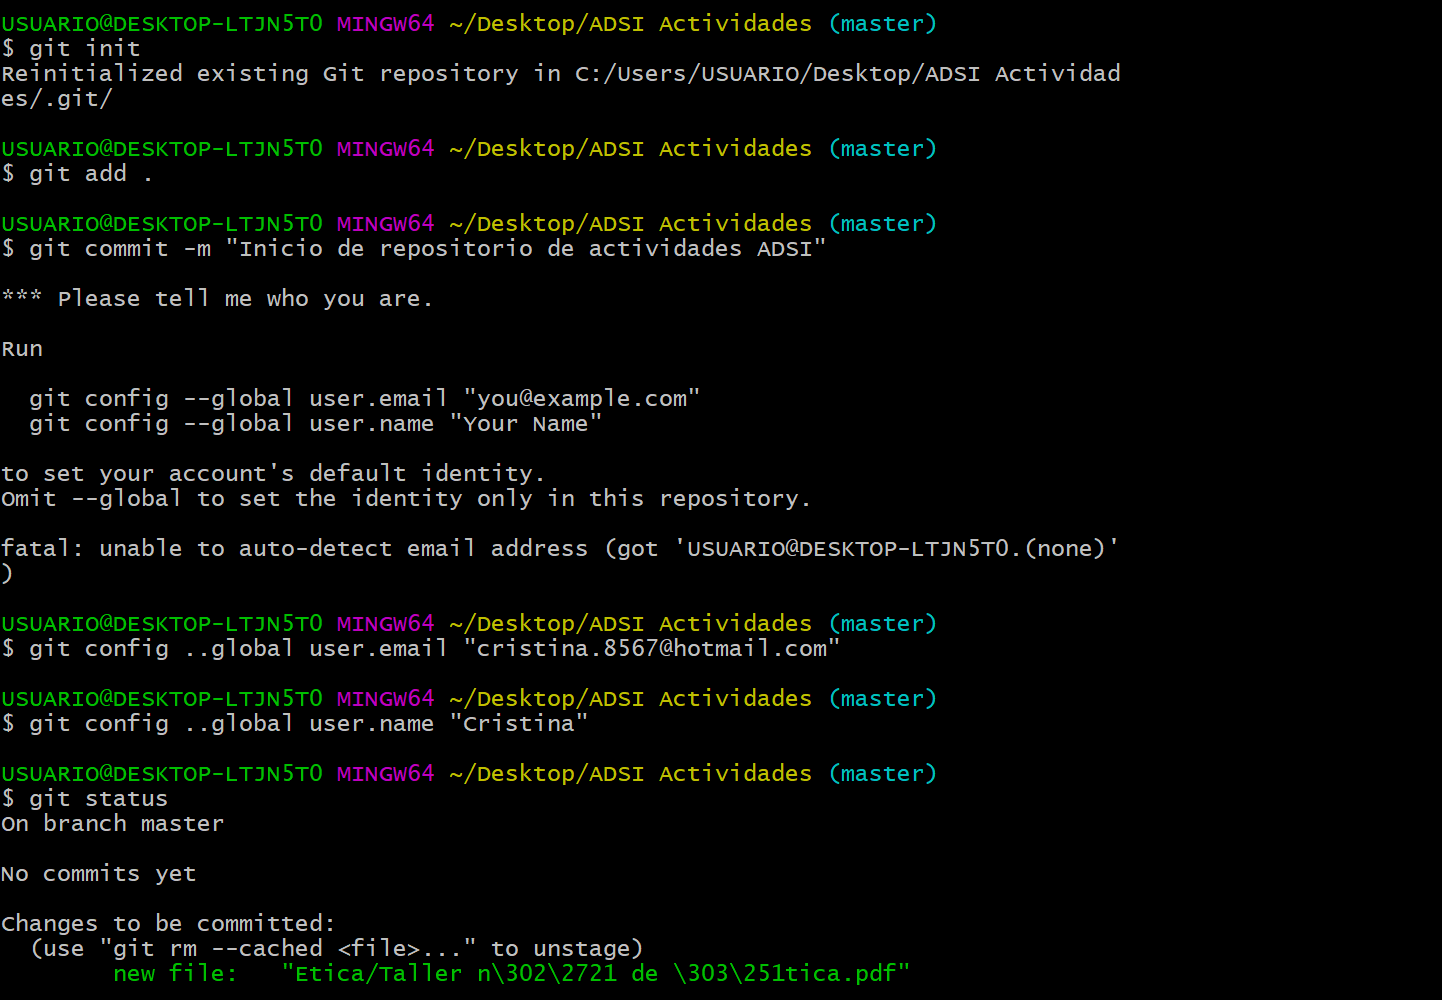 USUARIO@DESKTOP-LTJN5T0 MINGW64 ~/Desktop/ADSI Actividades (master)
$ git init
Reinitialized existing Git repository in C:/Users/USUARIO/Desktop/ADSI Actividad
es/.git/
USUARIO@DESKTOP-LTJN5T0 MINGW64 ~/Desktop/ADSI Actividades (master)
$ git add .
USUARIO@DESKTOP-LTJN5T0 MINGW64 ~/Desktop/ADSI Actividades (master)
$ git commit -m "Inicio de repositorio de actividades ADSI"
*** Please tell me who you are.
Run
git config --global user.email "you@example.com"
git config --global user.name "Your Name"
to set your account's default identity.
Omit --global to set the identity only in this repository.
fatal: unable to auto-detect email address (got 'USUARIO@DESKTOP-LTJN5T0.(none)'
)
USUARIO@DESKTOP-LTJN5T0 MINGW64 ~/Desktop/ADSI Actividades (master)
$ git config ..global user.email "cristina.8567@hotmail.com"
USUARIO@DESKTOP-LTJN5T0 MINGW64 ~/Desktop/ADSI Actividades (master)
$ git config ..global user.name "Cristina"
USUARIO@DESKTOP-LTJN5T0 MINGW64 ~/Desktop/ADSI Actividades (master)
$ git status
On branch master
No commits yet
Changes to be committed:
(use "git rm --cached <file>..." to unstage)
new file:   "Etica/Taller n\302\2721 de \303\251tica.pdf"